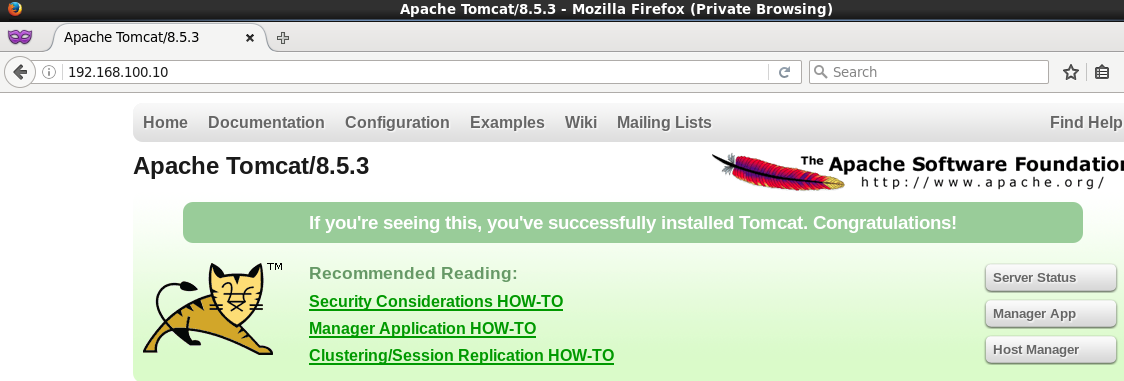 Apache Tomcat/8.5.3 - Mozilla Firefox (Private Browsing)
Apache Tomcat/8.5.3
192.168.100.10
Search
Home Documentation Configuration Examples Wiki Mailing Lists Find Help
Apache Tomcat/8.5.3
The Apache Software Foundation
http://www.apache.org/
If you're seeing this, you've successfully installed Tomcat. Congratulations!
TM
Recommended Reading:
Security Considerations HOW-TO
Manager Application HOW-TO
Clustering/Session Replication HOW-TO
Server Status
Manager App
Host Manager